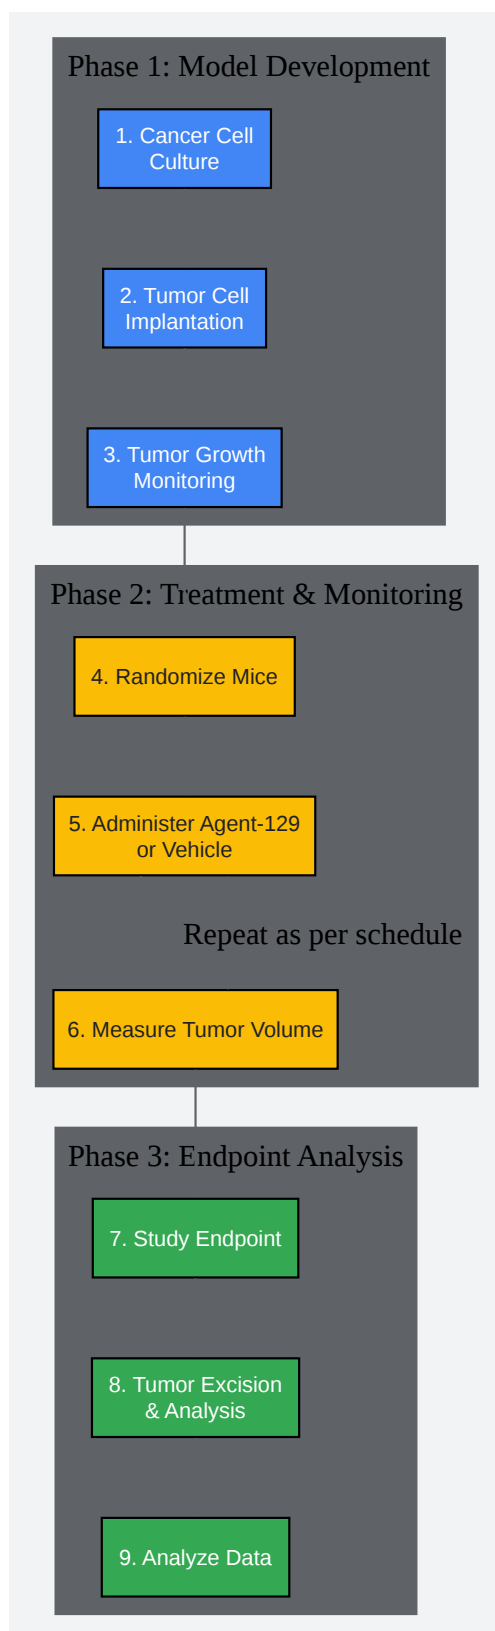 Phase 1: Model Development
1. Cancer Cell
Culture
2. Tumor Cell
Implantation
3. Tumor Growth
Monitoring
Phase 2: Treatment & Monitoring
4. Randomize Mice
5. Administer Agent-129
or Vehicle
Repeat as per schedule
6. Measure Tumor Volume
Phase 3: Endpoint Analysis
7. Study Endpoint
8. Tumor Excision
& Analysis
9. Analyze Data